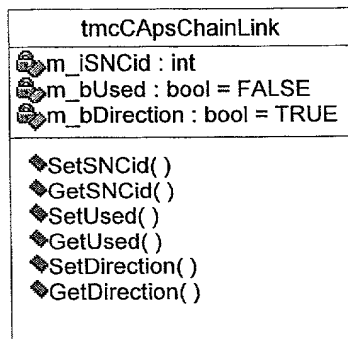 tmcCApsChainLink
m_iSNCid : int
m_bUsed : bool = FALSE
m_bDirection : bool = TRUE
SetSNCid( )
GetSNCid( )
SetUsed( )
GetUsed( )
SetDirection( )
GetDirection( )